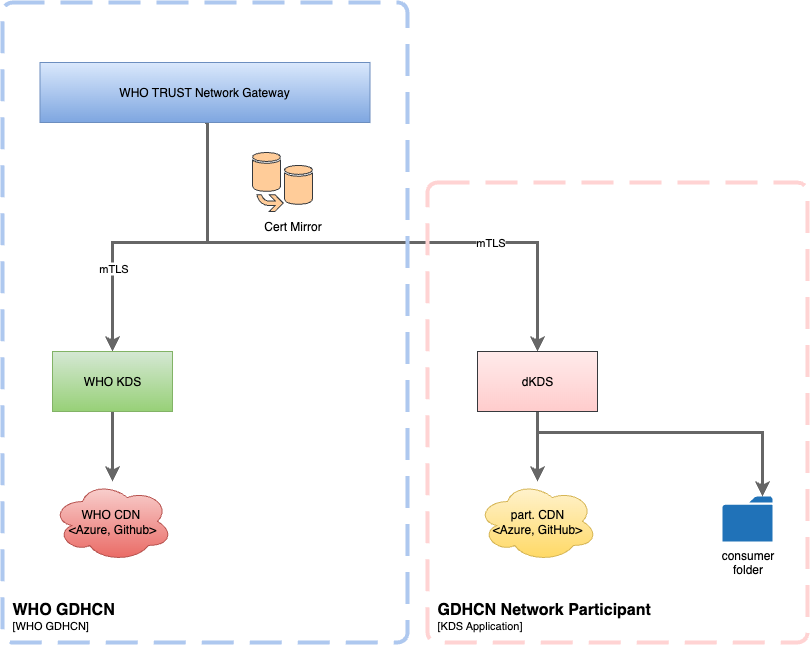 WHO TRUST Network Gateway
Cert Mirror
mTLS
mTLS
WHO KDS
dKDS
WHO CDN
<Azure, Github>
part. CDN
<Azure, GitHub>
consumer
folder
WHO GDHCN
[WHO GDHCN]
GDHCN Network Participant
[KDS Application]